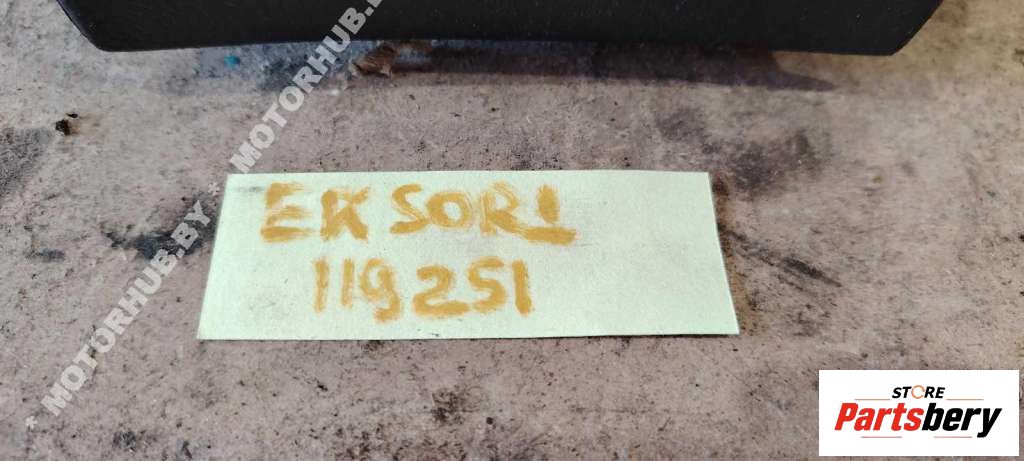 * MOTORHUB.BY * MOTORHUB.BY
EK SOR1
119251
STORE
Partsbery